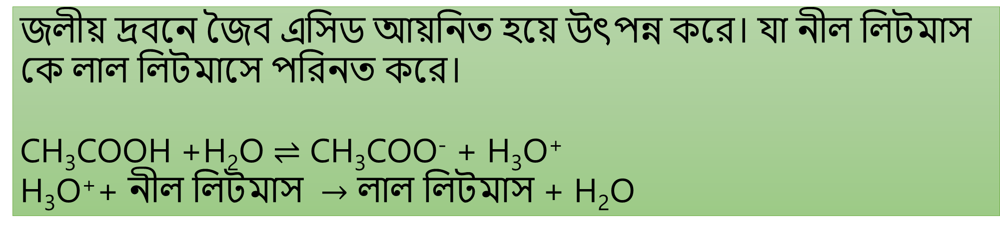 জলীয় দ্রবনে জৈব এসিড আয়নিত হয়ে উৎপন্ন করে। যা নীল লিটমাস
কে লাল লিটমাসে পরিনত করে।
CH₃COOH +H₂O ⇌ CH₃COO⁻ + H₃O⁺
H₃O⁺+ নীল লিটমাস → লাল লিটমাস + H₂O